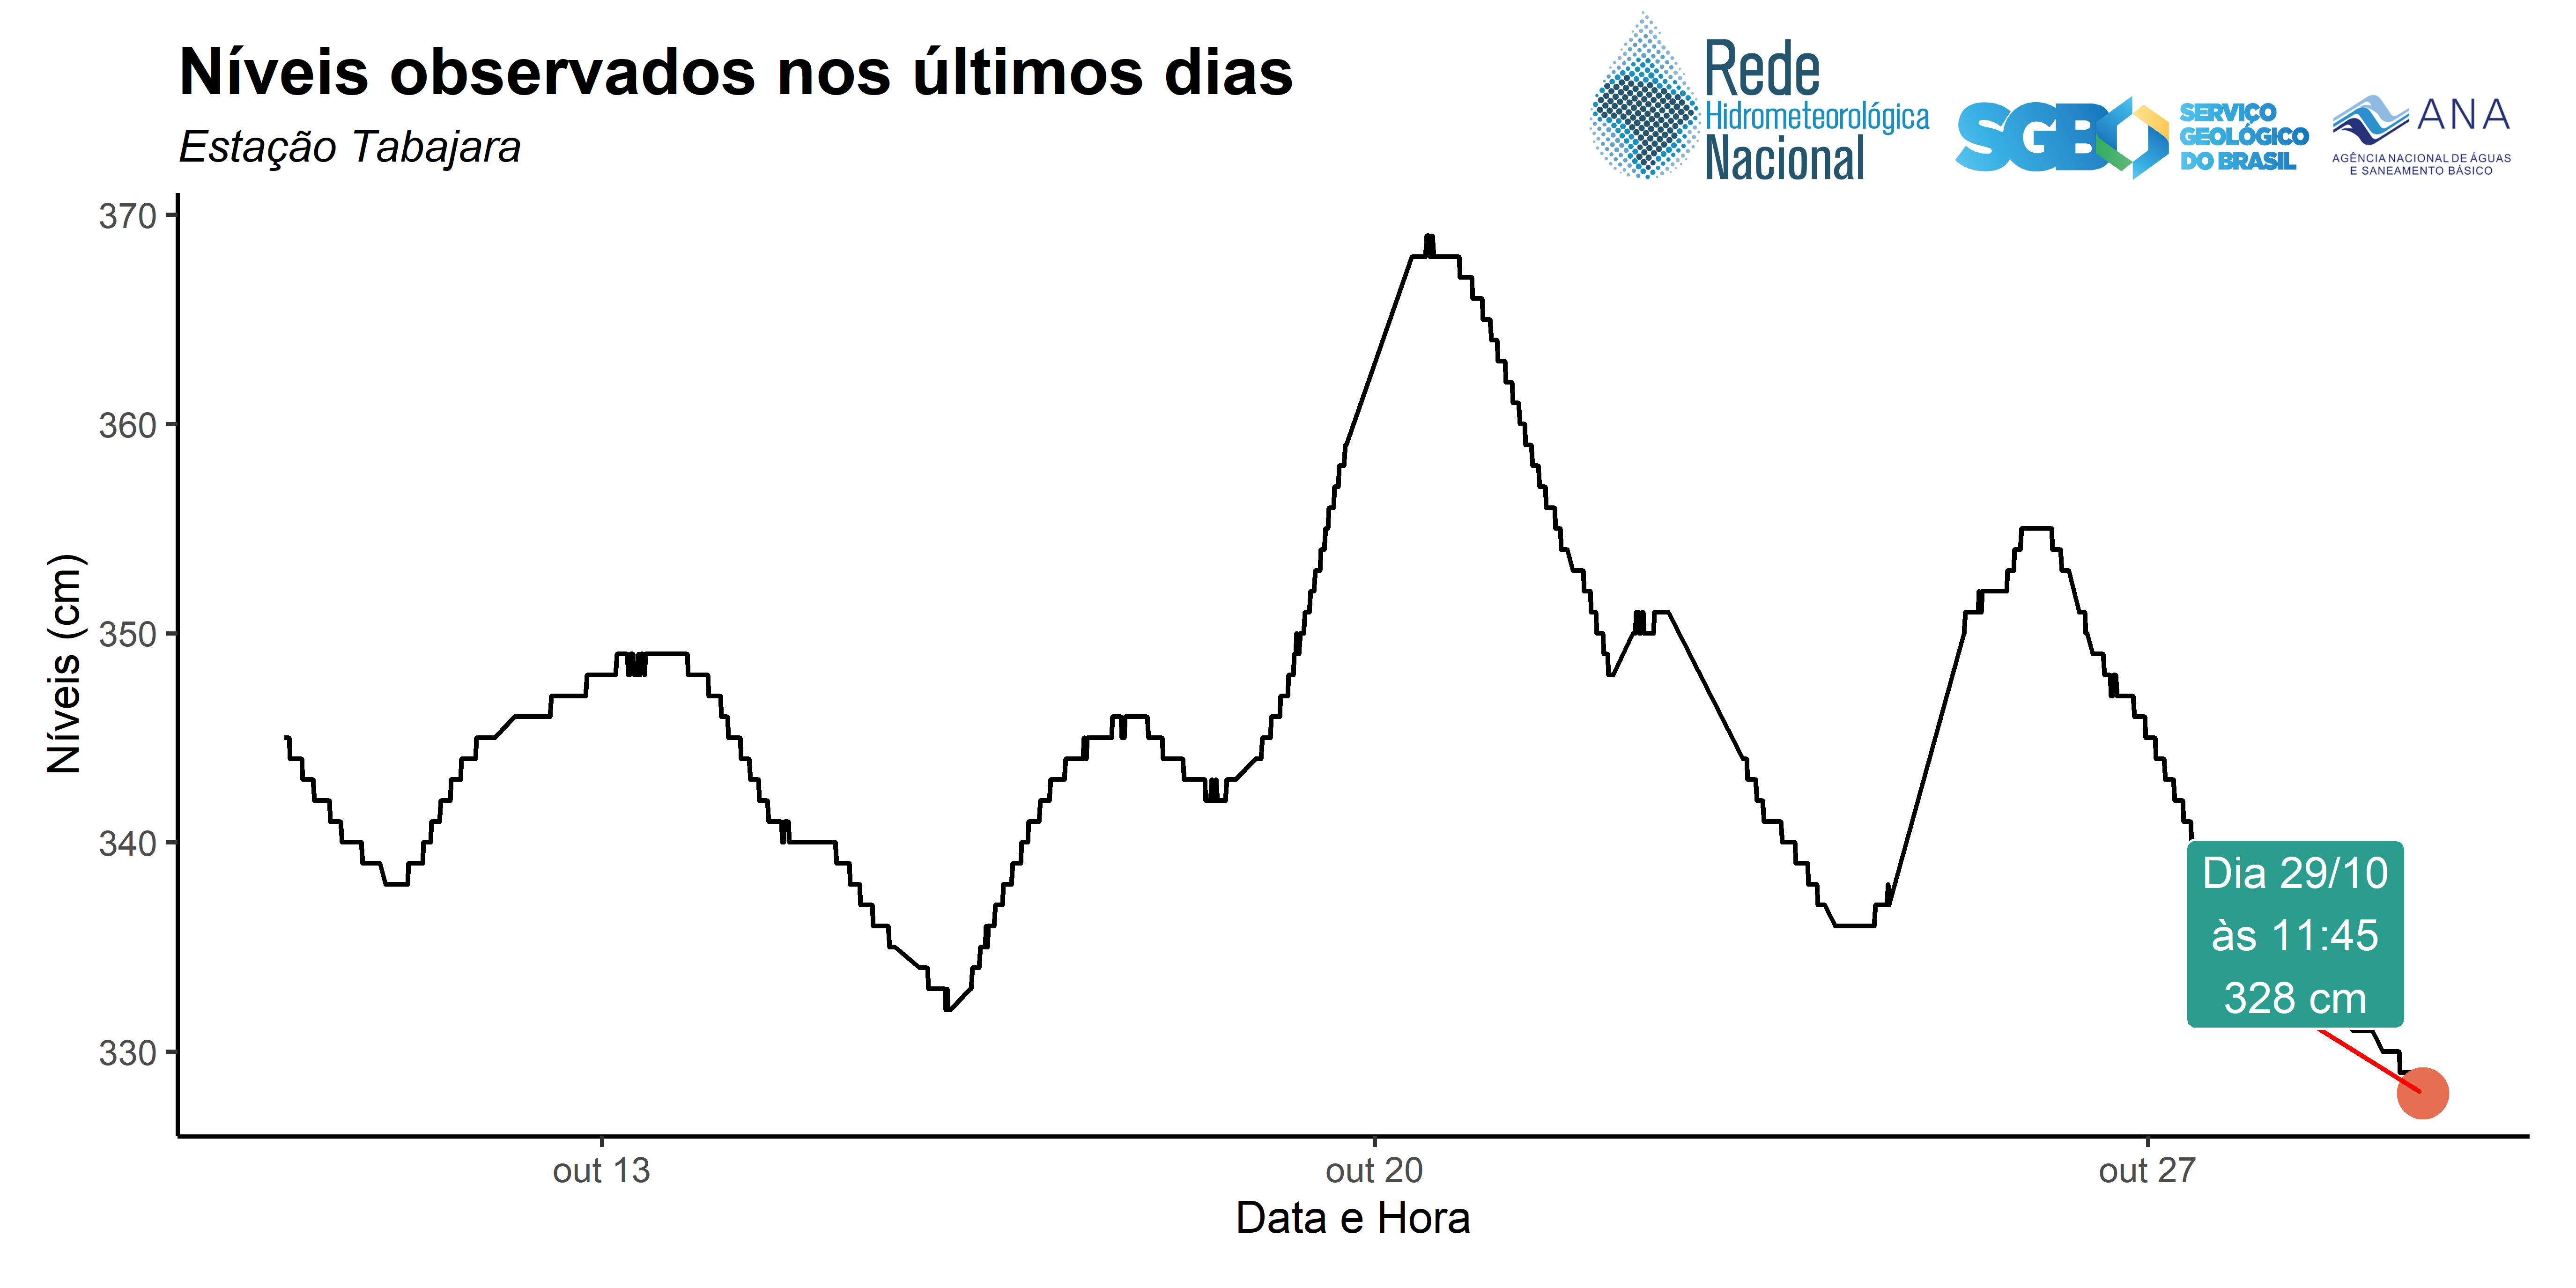 Níveis observados nos últimos dias
Estação Tabajara
Rede
Hidrometeorológica
Nacional
SGB
SERVIÇO
GEOLÓGICO
DO BRASIL
ANA
AGÊNCIA NACIONAL DE ÁGUAS
E SANEAMENTO BÁSICO
Níveis (cm)
370
360
350
340
330
Dia 29/10
às 11:45
328 cm
out 13
out 20
out 27
Data e Hora